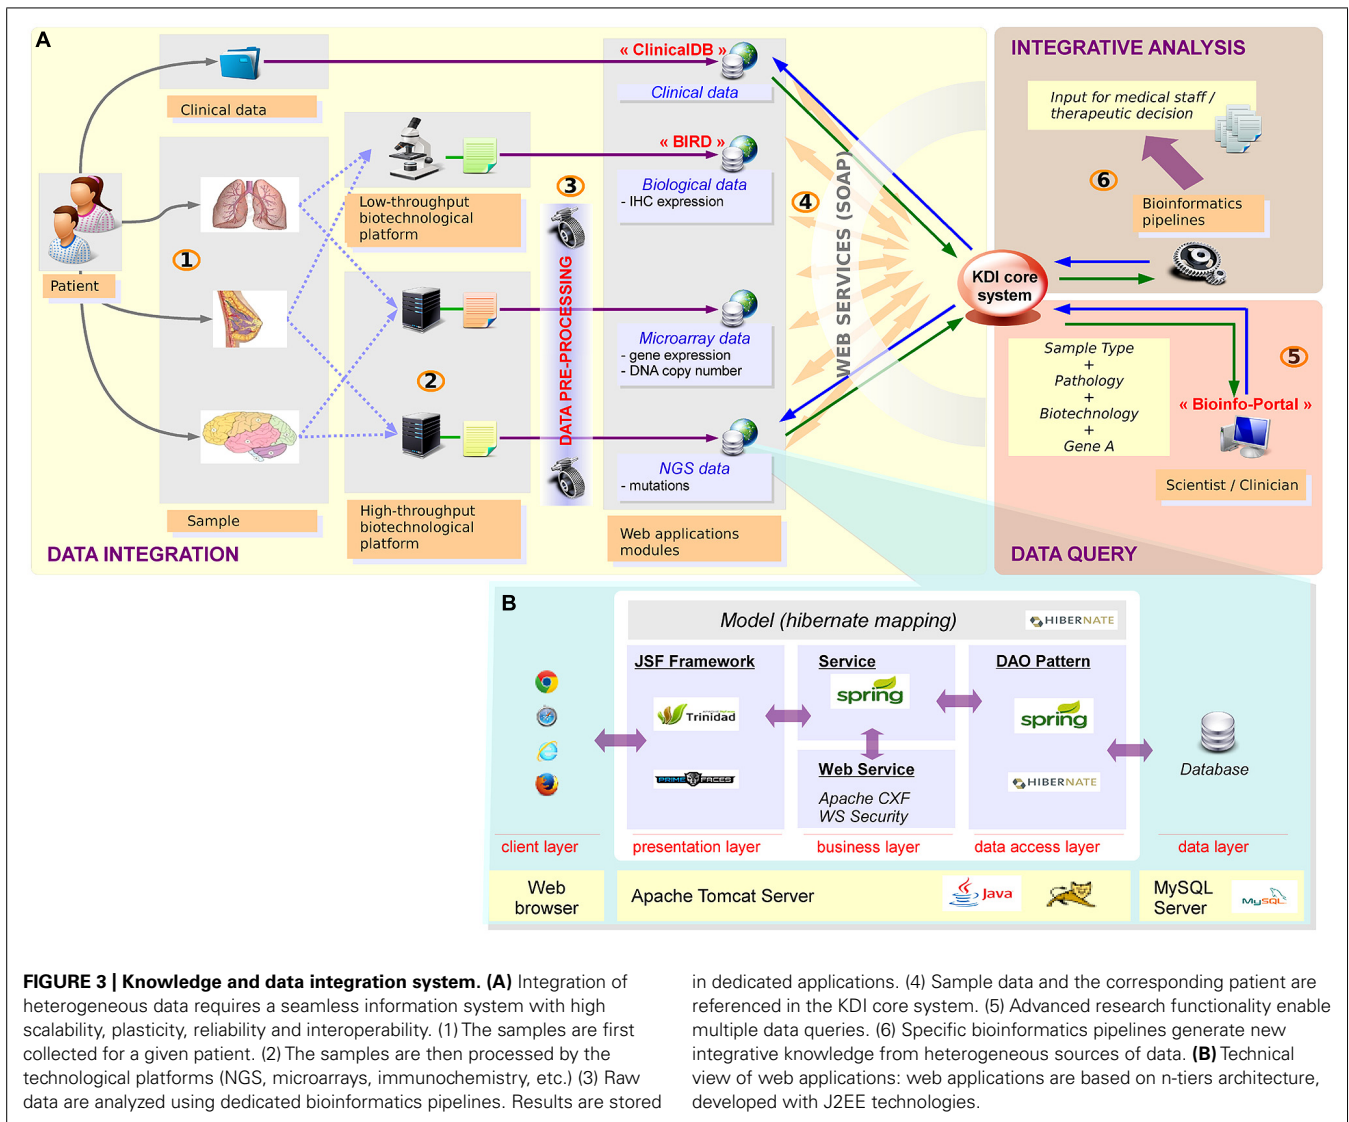 A
« ClinicalDB »
Clinical data
Clinical data
« BIRD »
Biological data
- IHC expression
Low-throughput
biotechnological
platform
Patient
1
2
3
4
DATA PRE-PROCESSING
Microarray data
- gene expression
- DNA copy number
NGS data
- mutations
Sample
High-throughput
biotechnological
platform
Web applications
modules
DATA INTEGRATION
WEB SERVICES (SOAP)
KDI core
system
INTEGRATIVE ANALYSIS
Input for medical staff /
therapeutic decision
6
Bioinformatics
pipelines
5
Sample Type
+
Pathology
+
Biotechnology
+
Gene A
« Bioinfo-Portal »
Scientist / Clinician
DATA QUERY
B
Model (hibernate mapping)
HIBERNATE
JSF Framework
Trinidad
PRIMEFACES
Service
spring
Web Service
Apache CXF
WS Security
DAO Pattern
spring
HIBERNATE
Database
client layer
presentation layer
business layer
data access layer
data layer
Web
browser
Apache Tomcat Server
Java
MySQL
Server
MySQL
FIGURE 3 | Knowledge and data integration system. (A) Integration of
heterogeneous data requires a seamless information system with high
scalability, plasticity, reliability and interoperability. (1) The samples are first
collected for a given patient. (2) The samples are then processed by the
technological platforms (NGS, microarrays, immunochemistry, etc.) (3) Raw
data are analyzed using dedicated bioinformatics pipelines. Results are stored
in dedicated applications. (4) Sample data and the corresponding patient are
referenced in the KDI core system. (5) Advanced research functionality enable
multiple data queries. (6) Specific bioinformatics pipelines generate new
integrative knowledge from heterogeneous sources of data. (B) Technical
view of web applications: web applications are based on n-tiers architecture,
developed with J2EE technologies.